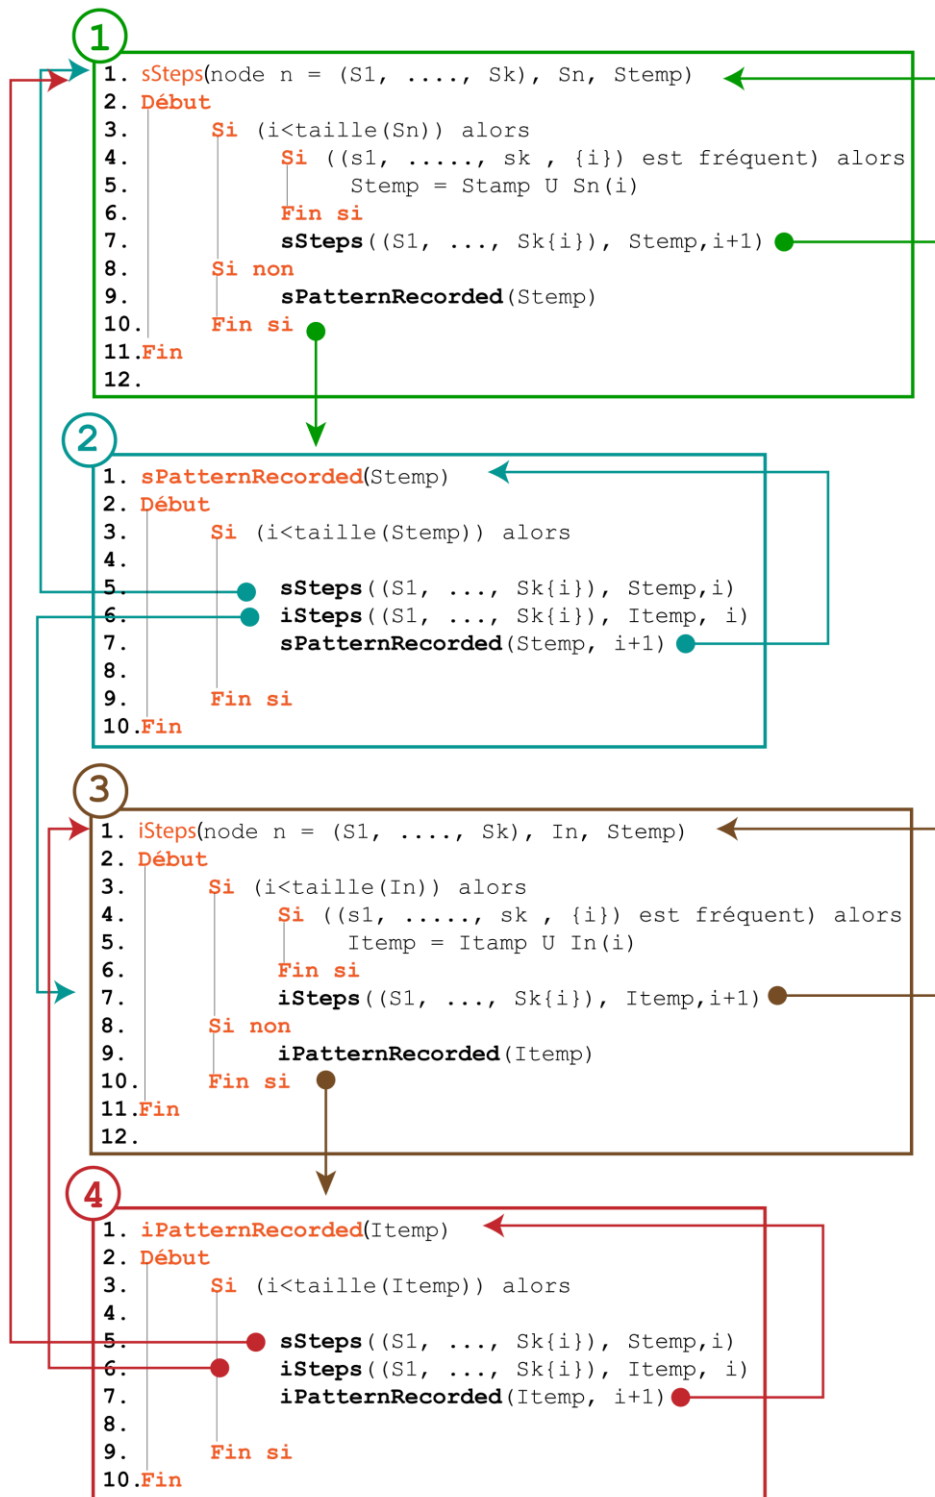 1
1. sSteps(node n = (S1, ...., Sk), Sn, Stemp)
2. Début
3. Si (i<taille(Sn)) alors
4. Si ((s1, ....., sk , {i}) est fréquent) alors
5. Stemp = Stamp U Sn(i)
6. Fin si
7. sSteps((S1, ..., Sk{i}), Stemp,i+1)
8. Si non
9. sPatternRecorded(Stemp)
10. Fin si
11.Fin
12.
2
1. sPatternRecorded(Stemp)
2. Début
3. Si (i<taille(Stemp)) alors
4.
5. sSteps((S1, ..., Sk{i}), Stemp,i)
6. iSteps((S1, ..., Sk{i}), Itemp, i)
7. sPatternRecorded(Stemp, i+1)
8.
9. Fin si
10.Fin
3
1. iSteps(node n = (S1, ...., Sk), In, Stemp)
2. Début
3. Si (i<taille(In)) alors
4. Si ((s1, ....., sk , {i}) est fréquent) alors
5. Itemp = Itamp U In(i)
6. Fin si
7. iSteps((S1, ..., Sk{i}), Itemp,i+1)
8. Si non
9. iPatternRecorded(Itemp)
10. Fin si
11.Fin
12.
4
1. iPatternRecorded(Itemp)
2. Début
3. Si (i<taille(Itemp)) alors
4.
5. sSteps((S1, ..., Sk{i}), Stemp,i)
6. iSteps((S1, ..., Sk{i}), Itemp, i)
7. iPatternRecorded(Itemp, i+1)
8.
9. Fin si
10.Fin